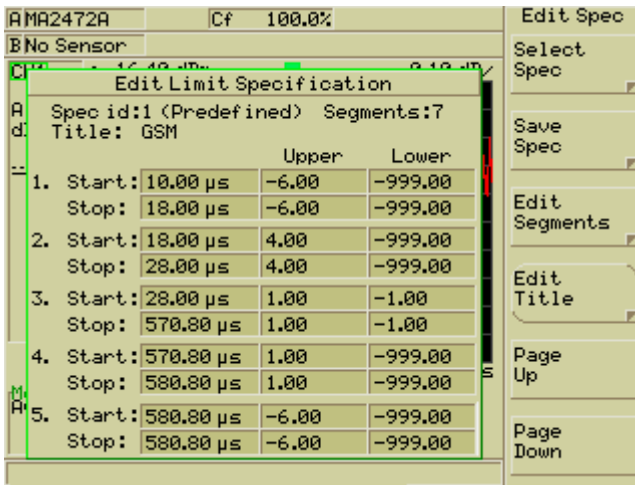 A MA2472A Cf 100.0% Edit Spec
B No Sensor
Select
Spec
Edit Limit Specification
Spec id:1 (Predefined) Segments:7
Title: GSM
Save
Spec
Upper Lower
1. Start: 10.00 µs -6.00 -999.00
Stop: 18.00 µs -6.00 -999.00
Edit
Segments
2. Start: 18.00 µs 4.00 -999.00
Stop: 28.00 µs 4.00 -999.00
3. Start: 28.00 µs 1.00 -1.00
Stop: 570.80 µs 1.00 -1.00
Edit
Title
4. Start: 570.80 µs 1.00 -999.00
Stop: 580.80 µs 1.00 -999.00
Page
Up
5. Start: 580.80 µs -6.00 -999.00
Stop: 580.80 µs -6.00 -999.00
Page
Down